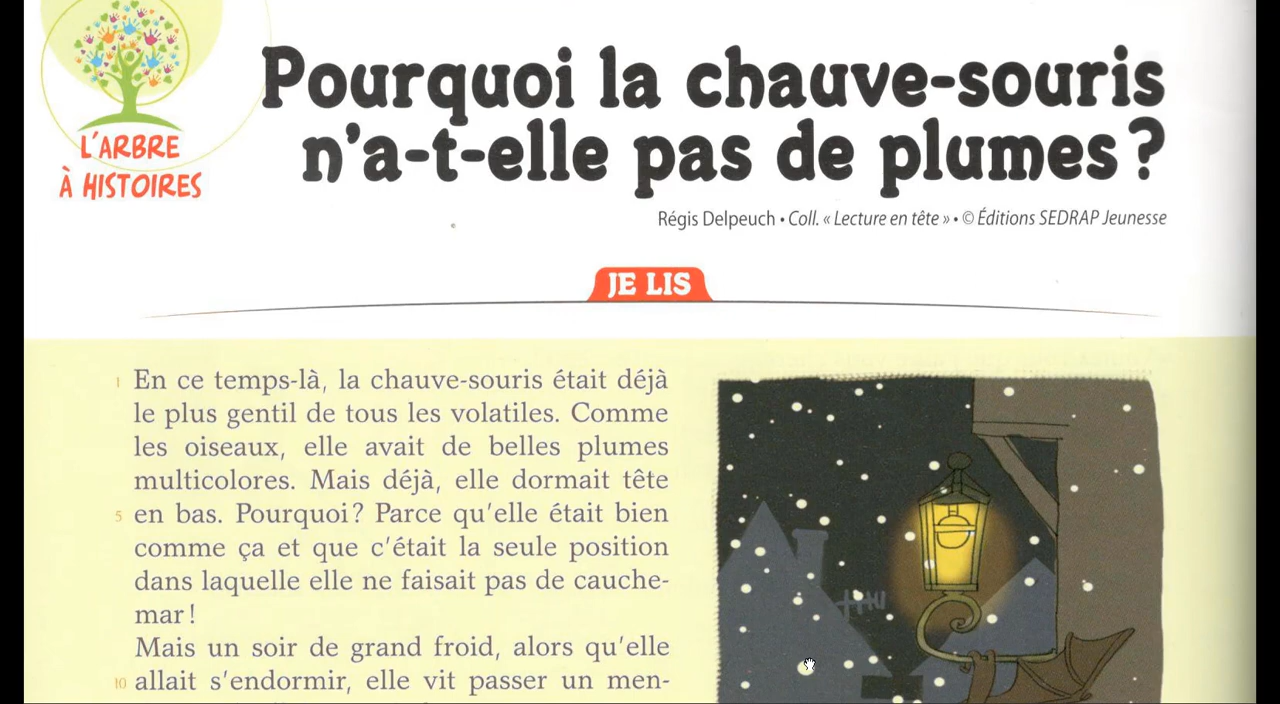 L'ARBRE
À HISTOIRES
Pourquoi la chauve-souris
n'a-t-elle pas de plumes ?
Régis Delpeuch • Coll. « Lecture en tête » • © Éditions SEDRAP Jeunesse
JE LIS
1 En ce temps-là, la chauve-souris était déjà
le plus gentil de tous les volatiles. Comme
les oiseaux, elle avait de belles plumes
multicolores. Mais déjà, elle dormait tête
5 en bas. Pourquoi ? Parce qu'elle était bien
comme ça et que c'était la seule position
dans laquelle elle ne faisait pas de cauche-
mar !
Mais un soir de grand froid, alors qu'elle
10 allait s'endormir, elle vit passer un men-